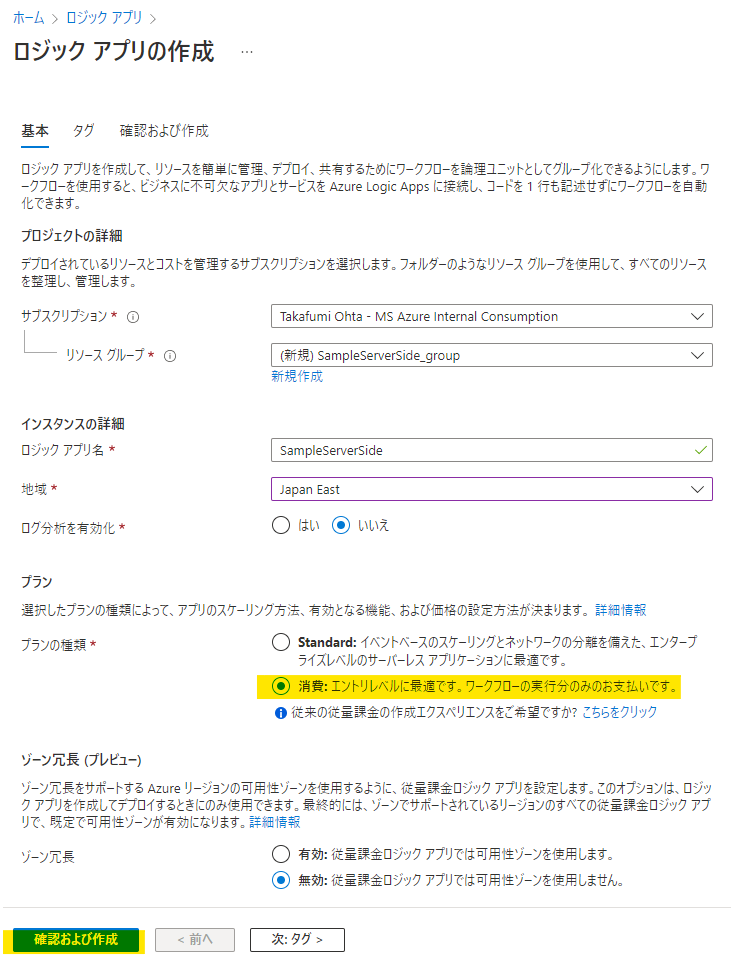 ホーム > ロジック アプリ >
ロジック アプリの作成 …
基本 タグ 確認および作成
ロジック アプリを作成して、リソースを簡単に管理、デプロイ、共有するためにワークフローを論理ユニットとしてグループ化できるようにします。ワ
ークフローを使用すると、ビジネスに不可欠なアプリとサービスを Azure Logic Apps に接続し、コードを 1 行も記述せずにワークフローを自動
化できます。
プロジェクトの詳細
デプロイされているリソースとコストを管理するサブスクリプションを選択します。フォルダーのようなリソース グループを使用して、すべてのリソース
を整理し、管理します。
サブスクリプション * Takafumi Ohta - MS Azure Internal Consumption
リソース グループ * (新規) SampleServerSide_group
新規作成
インスタンスの詳細
ロジック アプリ名 * SampleServerSide
地域 * Japan East
ログ分析を有効化 * はい いいえ
プラン
選択したプランの種類によって、アプリのスケーリング方法、有効となる機能、および価格の設定方法が決まります。 詳細情報
プランの種類 * Standard: イベントベースのスケーリングとネットワークの分離を備えた、エンタープ
ライズレベルのサーバーレス アプリケーションに最適です。
消費: エントリレベルに最適です。ワークフローの実行分のみのお支払いです。
従来の従量課金の作成エクスペリエンスをご希望ですか? こちらをクリック
ゾーン冗長 (プレビュー)
ゾーン冗長をサポートする Azure リージョンの可用性ゾーンを使用するように、従量課金ロジック アプリを設定します。このオプションは、ロジッ
ク アプリを作成してデプロイするときにのみ使用できます。最終的には、ゾーンでサポートされているリージョンのすべての従量課金ロジック アプ
リで、既定で可用性ゾーンが有効になります。詳細情報
ゾーン冗長 有効: 従量課金ロジック アプリでは可用性ゾーンを使用します。
無効: 従量課金ロジック アプリでは可用性ゾーンを使用しません。
確認および作成 < 前へ 次: タグ >